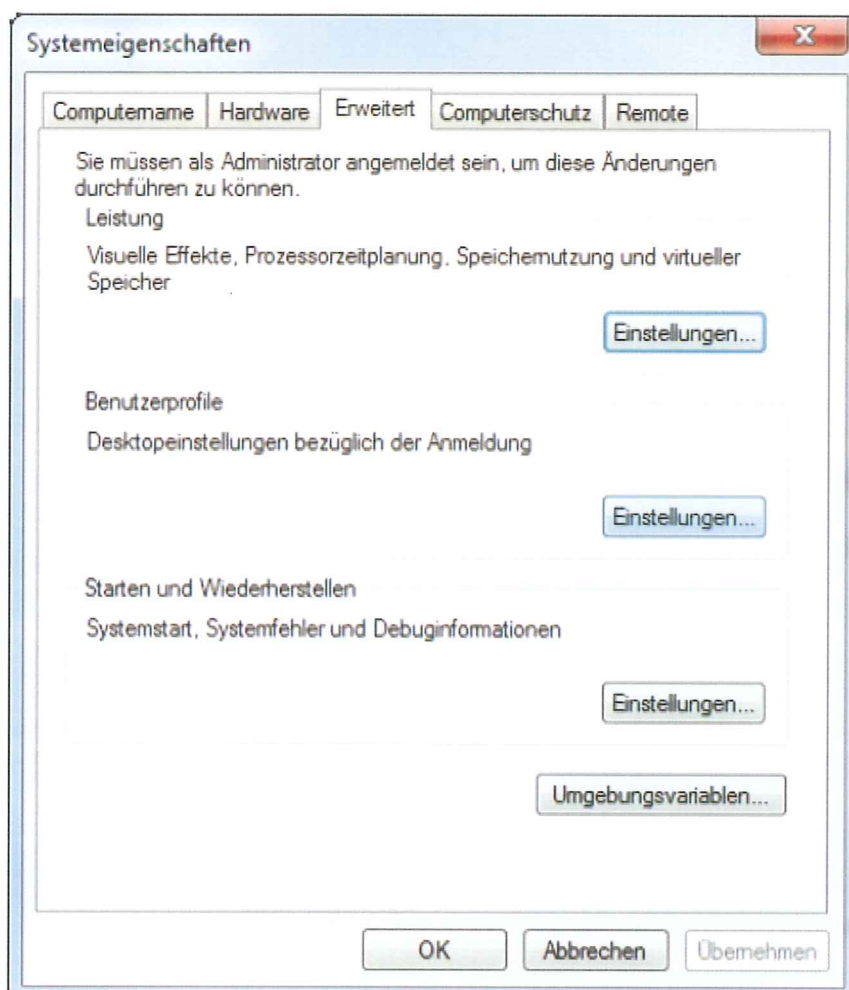 Systemeigenschaften
Computername Hardware Erweitert Computerschutz Remote
Sie müssen als Administrator angemeldet sein, um diese Änderungen
durchführen zu können.
Leistung
Visuelle Effekte, Prozessorzeitplanung, Speichernutzung und virtueller
Speicher
Einstellungen...
Benutzerprofile
Desktopeinstellungen bezüglich der Anmeldung
Einstellungen...
Starten und Wiederherstellen
Systemstart, Systemfehler und Debuginformationen
Einstellungen...
Umgebungsvariablen...
OK Abbrechen Übernehmen